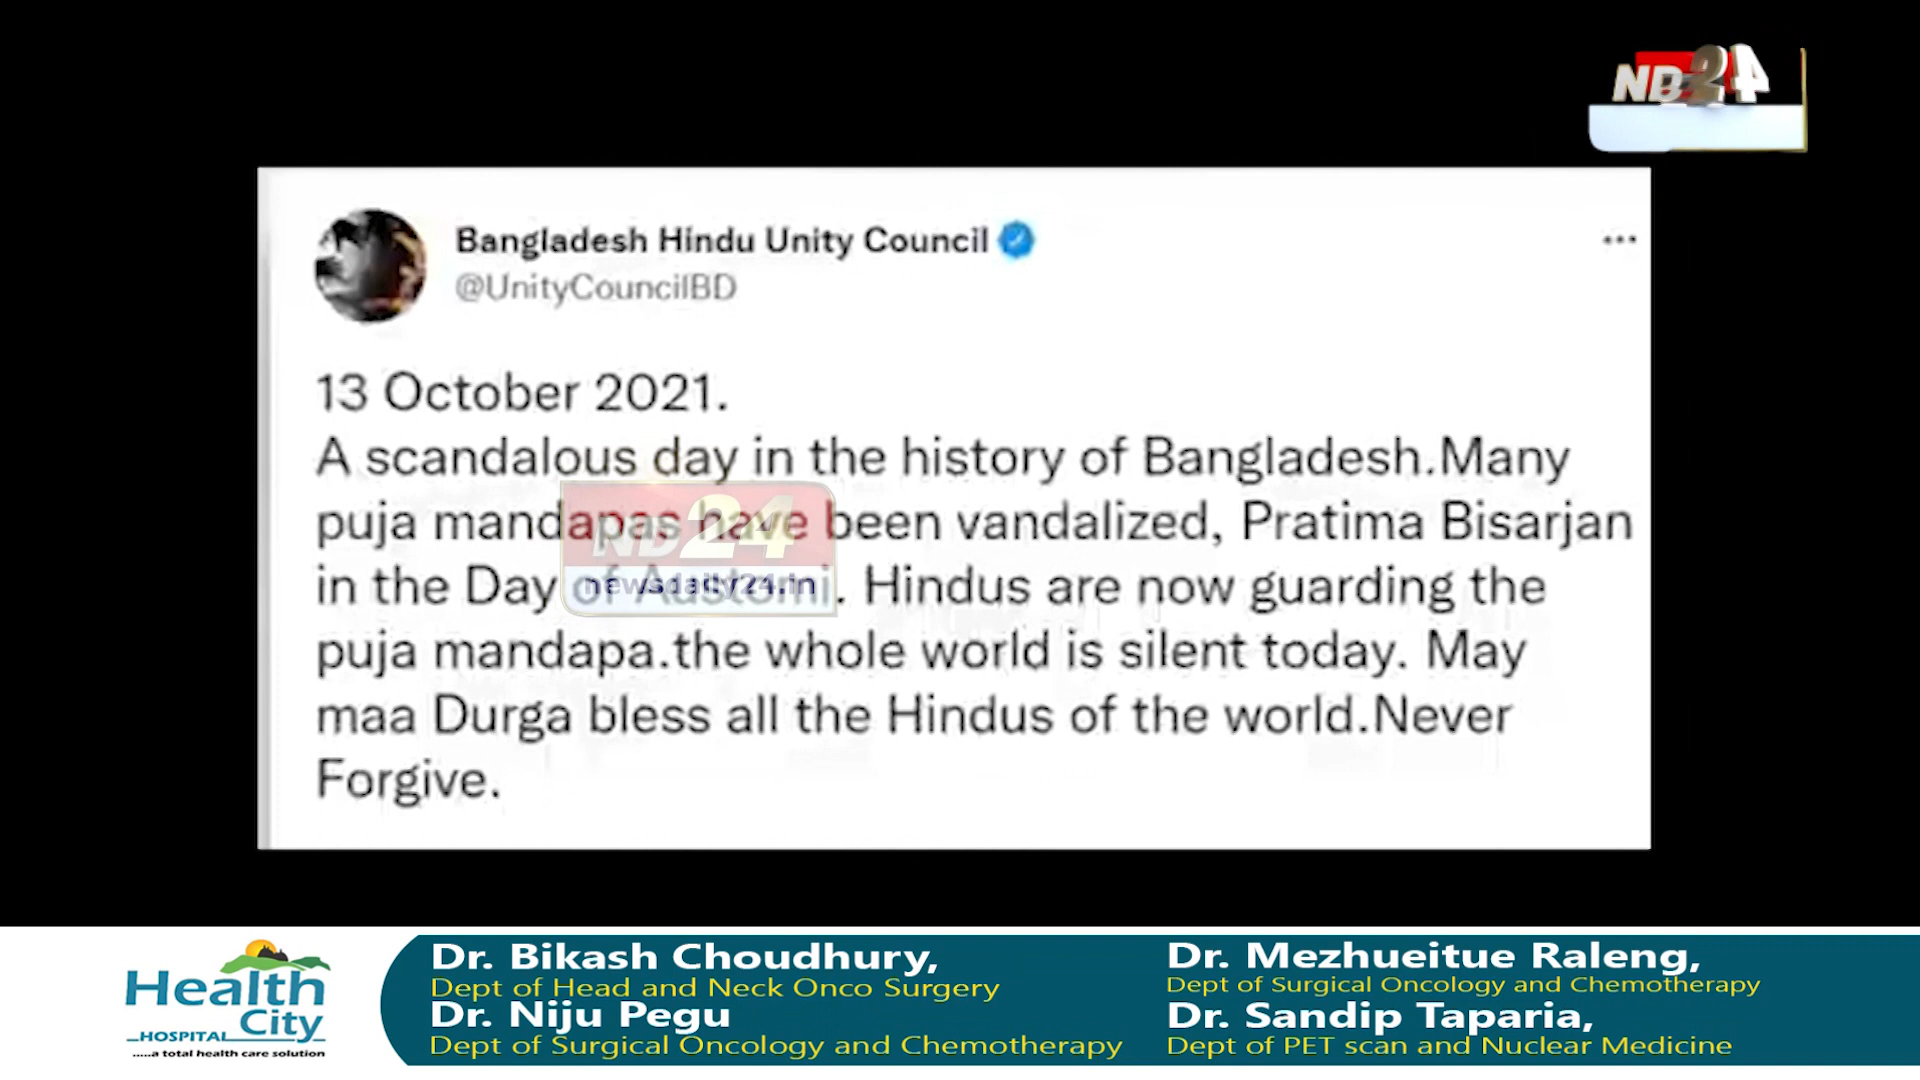 ND24
Bangladesh Hindu Unity Council
@UnityCouncilBD
13 October 2021.
A scandalous day in the history of Bangladesh.Many
puja mandapas have been vandalized, Pratima Bisarjan
in the Day of Austomi. Hindus are now guarding the
puja mandapa.the whole world is silent today. May
maa Durga bless all the Hindus of the world.Never
Forgive.
ND24
newsdaily24.in
Health
City
HOSPITAL
.....a total health care solution
Dr. Bikash Choudhury,
Dept of Head and Neck Onco Surgery
Dr. Niju Pegu
Dept of Surgical Oncology and Chemotherapy
Dr. Mezhueitue Raleng,
Dept of Surgical Oncology and Chemotherapy
Dr. Sandip Taparia,
Dept of PET scan and Nuclear Medicine